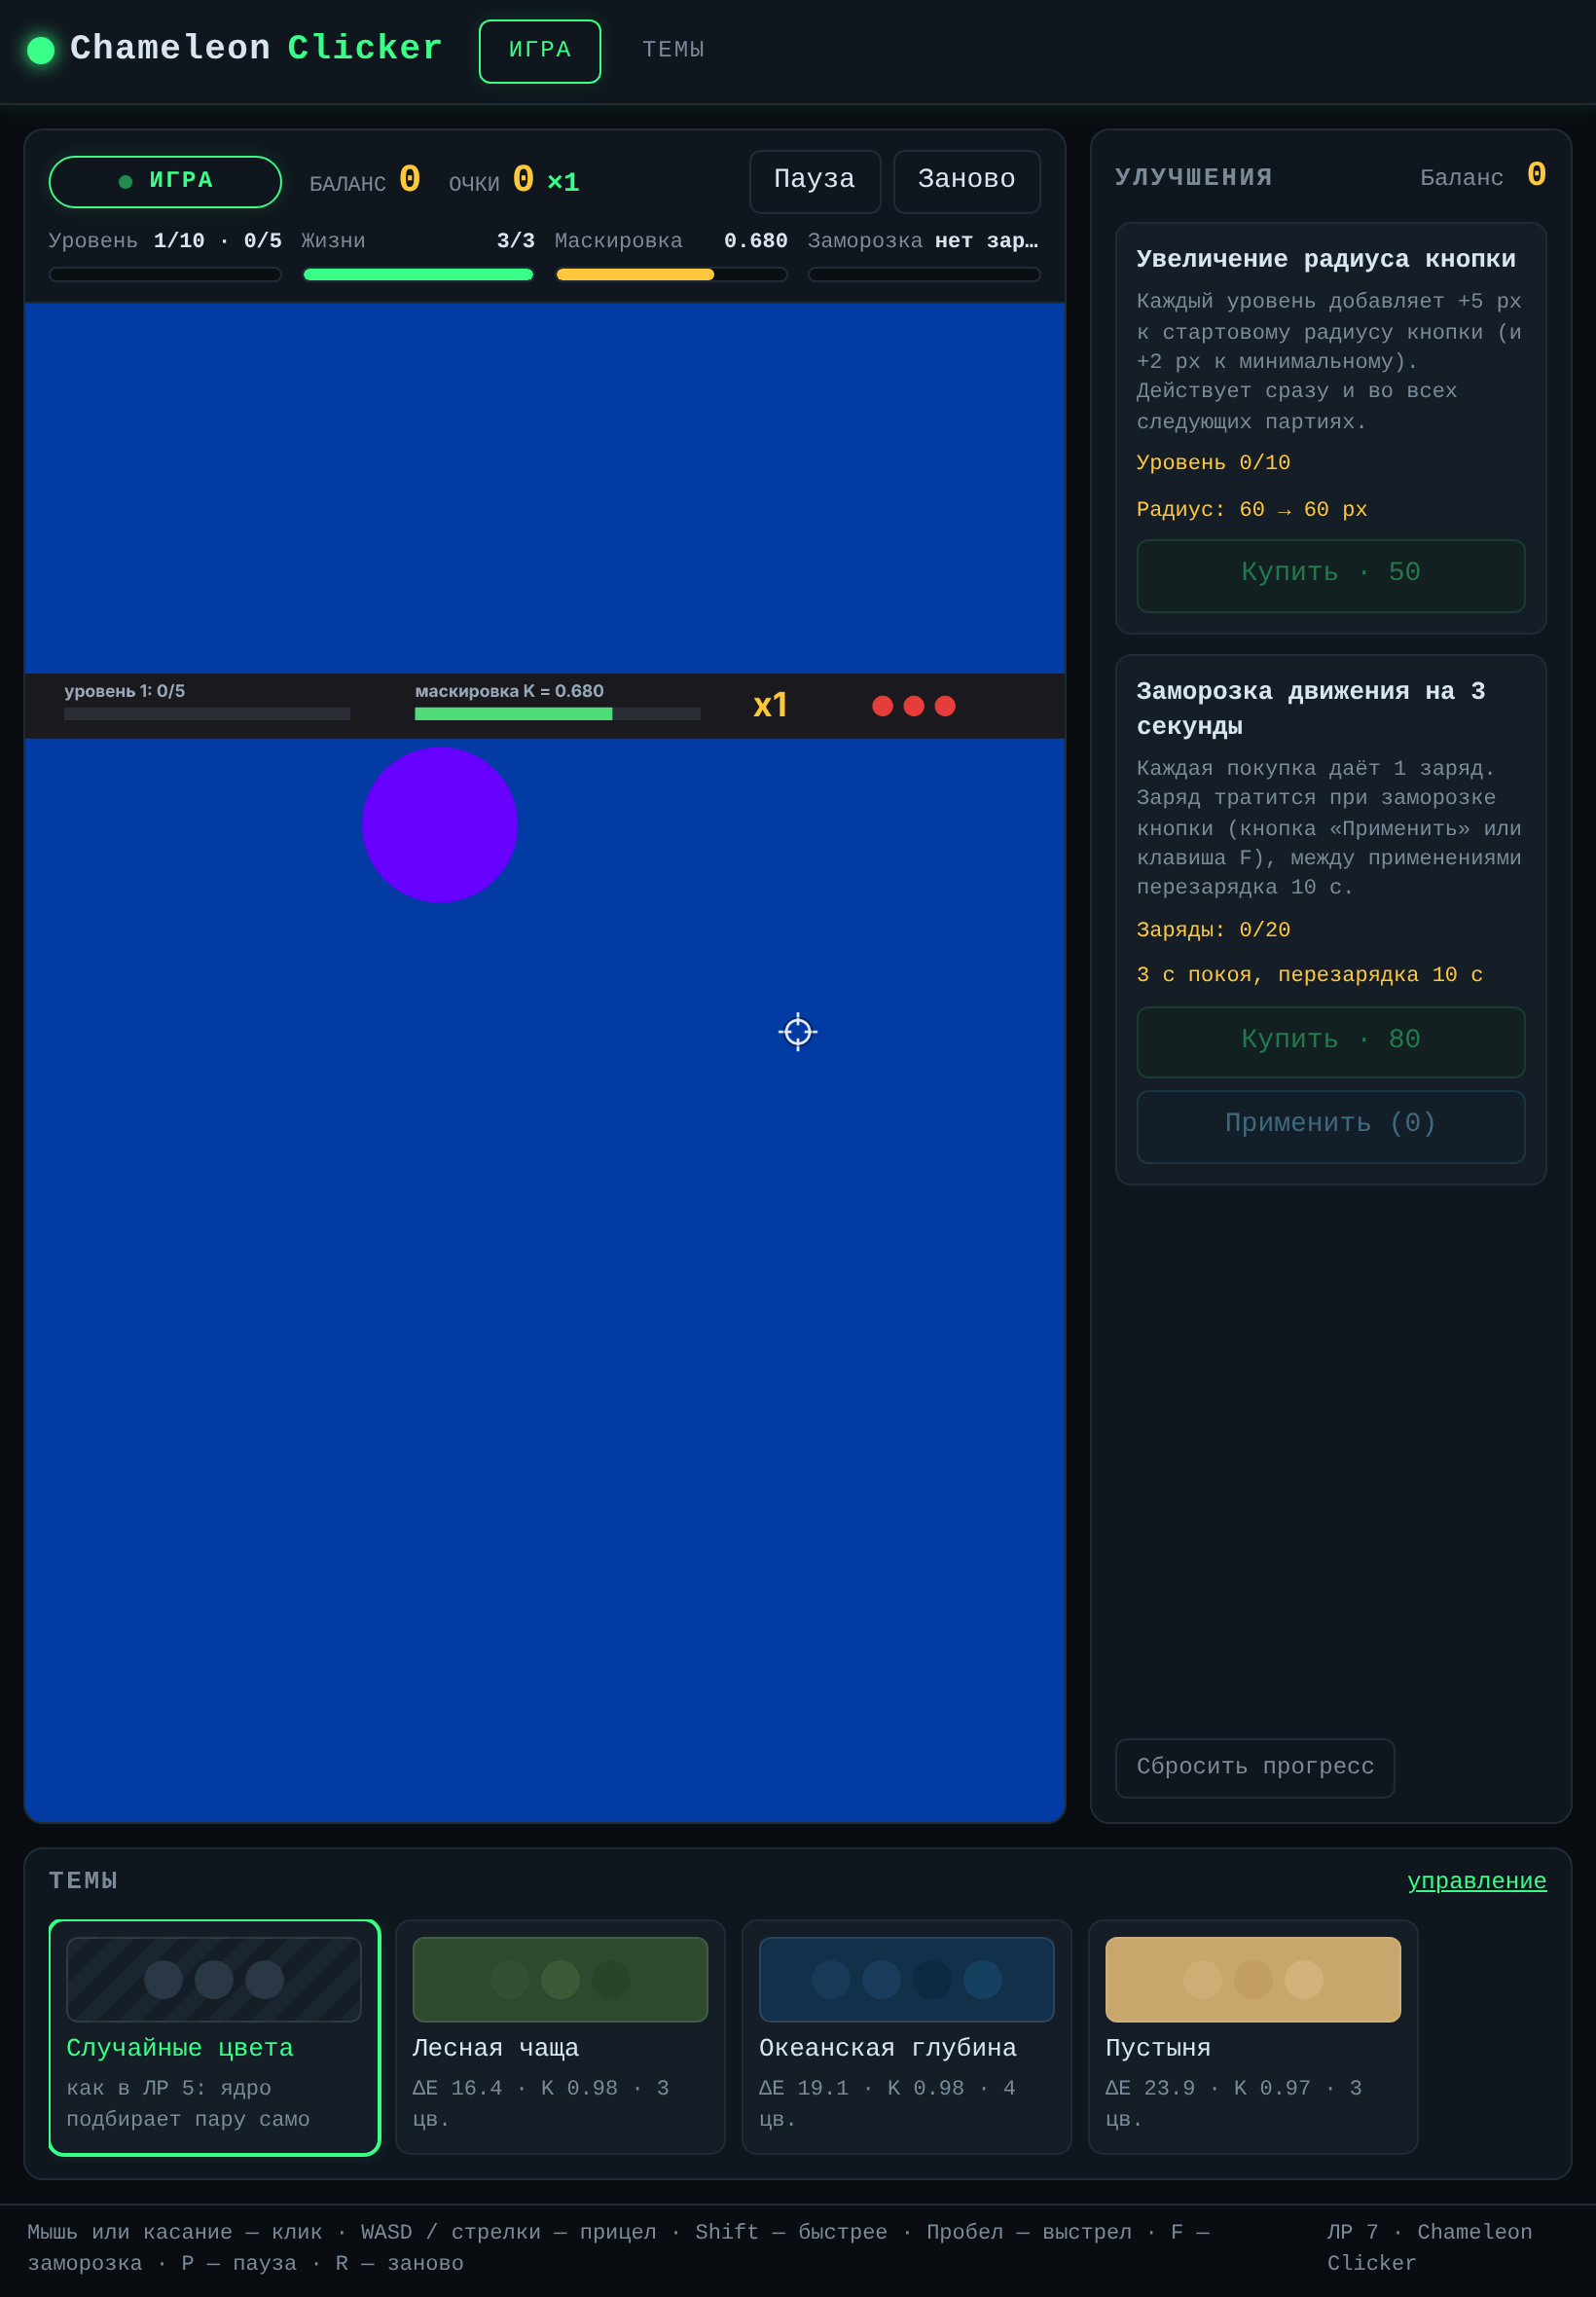 Chameleon Clicker
ИГРА
ТЕМЫ
ИГРА
БАЛАНС 0
ОЧКИ 0 ×1
Пауза
Заново
Уровень 1/10 · 0/5
Жизни 3/3
Маскировка 0.680
Заморозка нет зар…
уровень 1: 0/5
маскировка K = 0.680
x1
УЛУЧШЕНИЯ
Баланс 0
Увеличение радиуса кнопки
Каждый уровень добавляет +5 px
к стартовому радиусу кнопки (и
+2 px к минимальному).
Действует сразу и во всех
следующих партиях.
Уровень 0/10
Радиус: 60 → 60 px
Купить · 50
Заморозка движения на 3
секунды
Каждая покупка даёт 1 заряд.
Заряд тратится при заморозке
кнопки (кнопка «Применить» или
клавиша F), между применениями
перезарядка 10 с.
Заряды: 0/20
3 с покоя, перезарядка 10 с
Купить · 80
Применить (0)
Сбросить прогресс
ТЕМЫ
управление
Случайные цвета
как в ЛР 5: ядро
подбирает пару само
Лесная чаща
ΔE 16.4 · K 0.98 · 3
цв.
Океанская глубина
ΔE 19.1 · K 0.98 · 4
цв.
Пустыня
ΔE 23.9 · K 0.97 · 3
цв.
Мышь или касание — клик · WASD / стрелки — прицел · Shift — быстрее · Пробел — выстрел · F —
заморозка · P — пауза · R — заново
ЛР 7 · Chameleon
Clicker